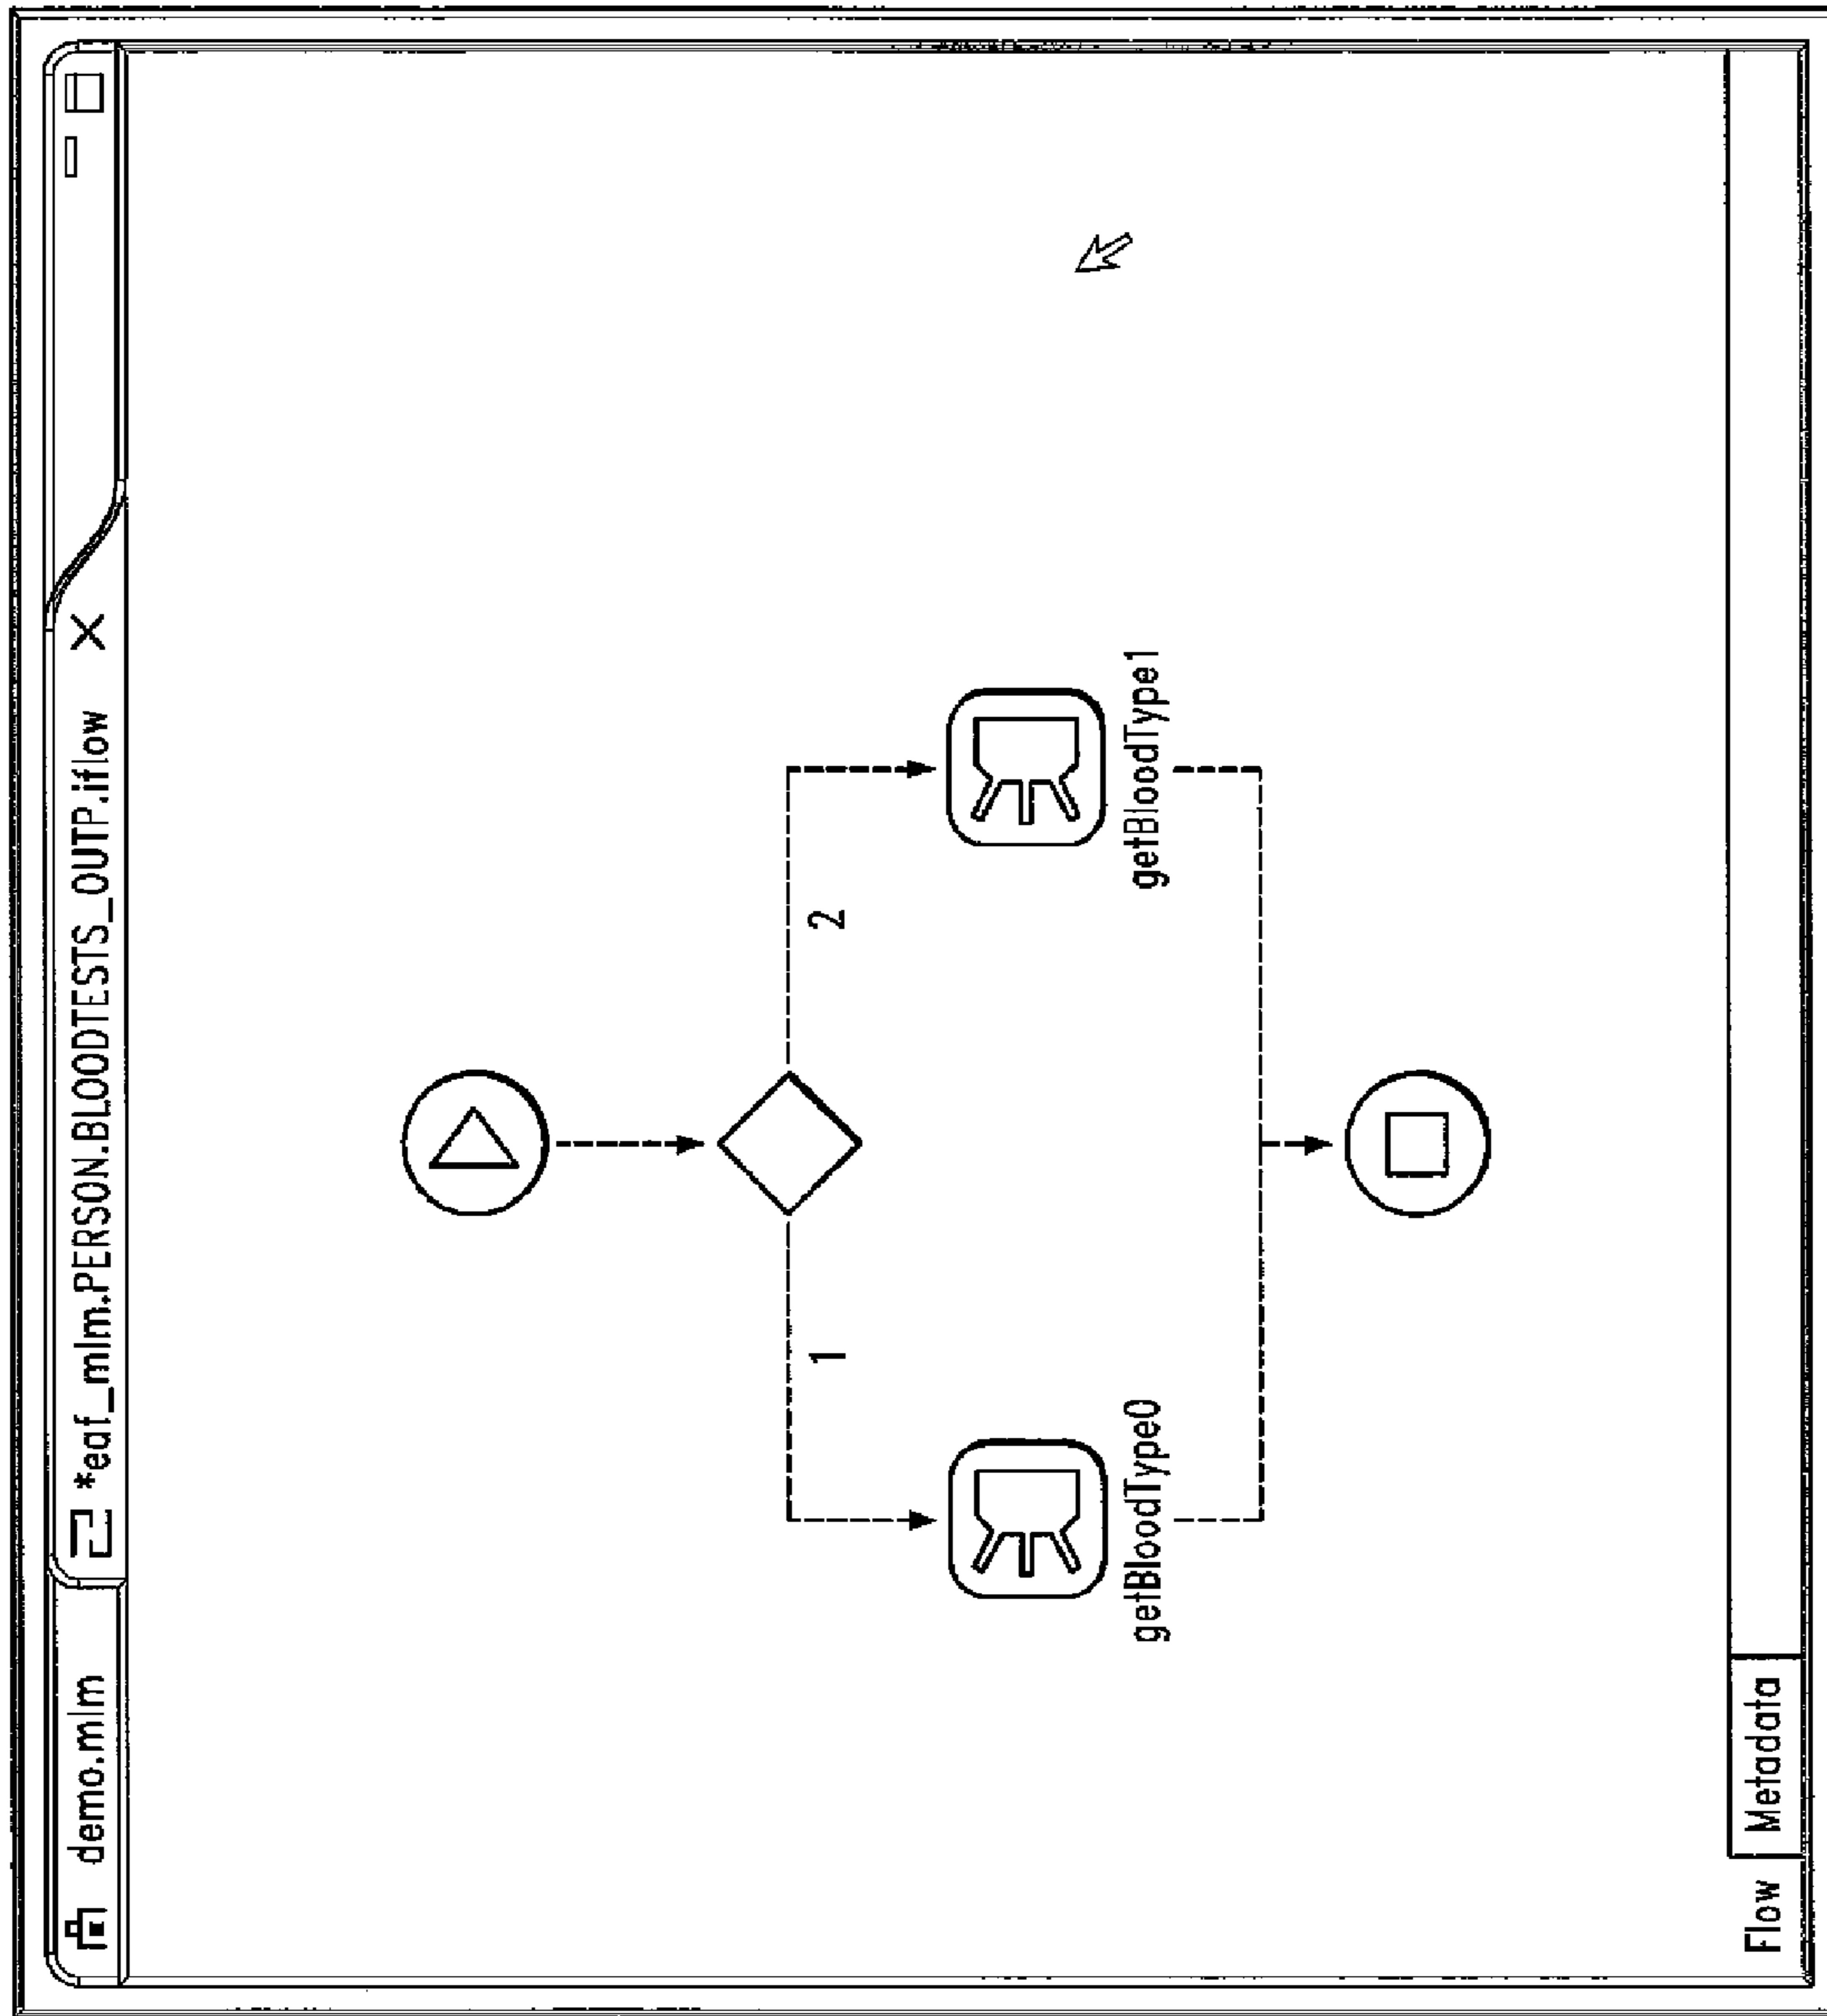 demo.mlm
*eaf_mlm.PERSON.BLOODTESTS_OUTP.iflow X
1
2
getBloodType0
getBloodType1
Flow
Metadata